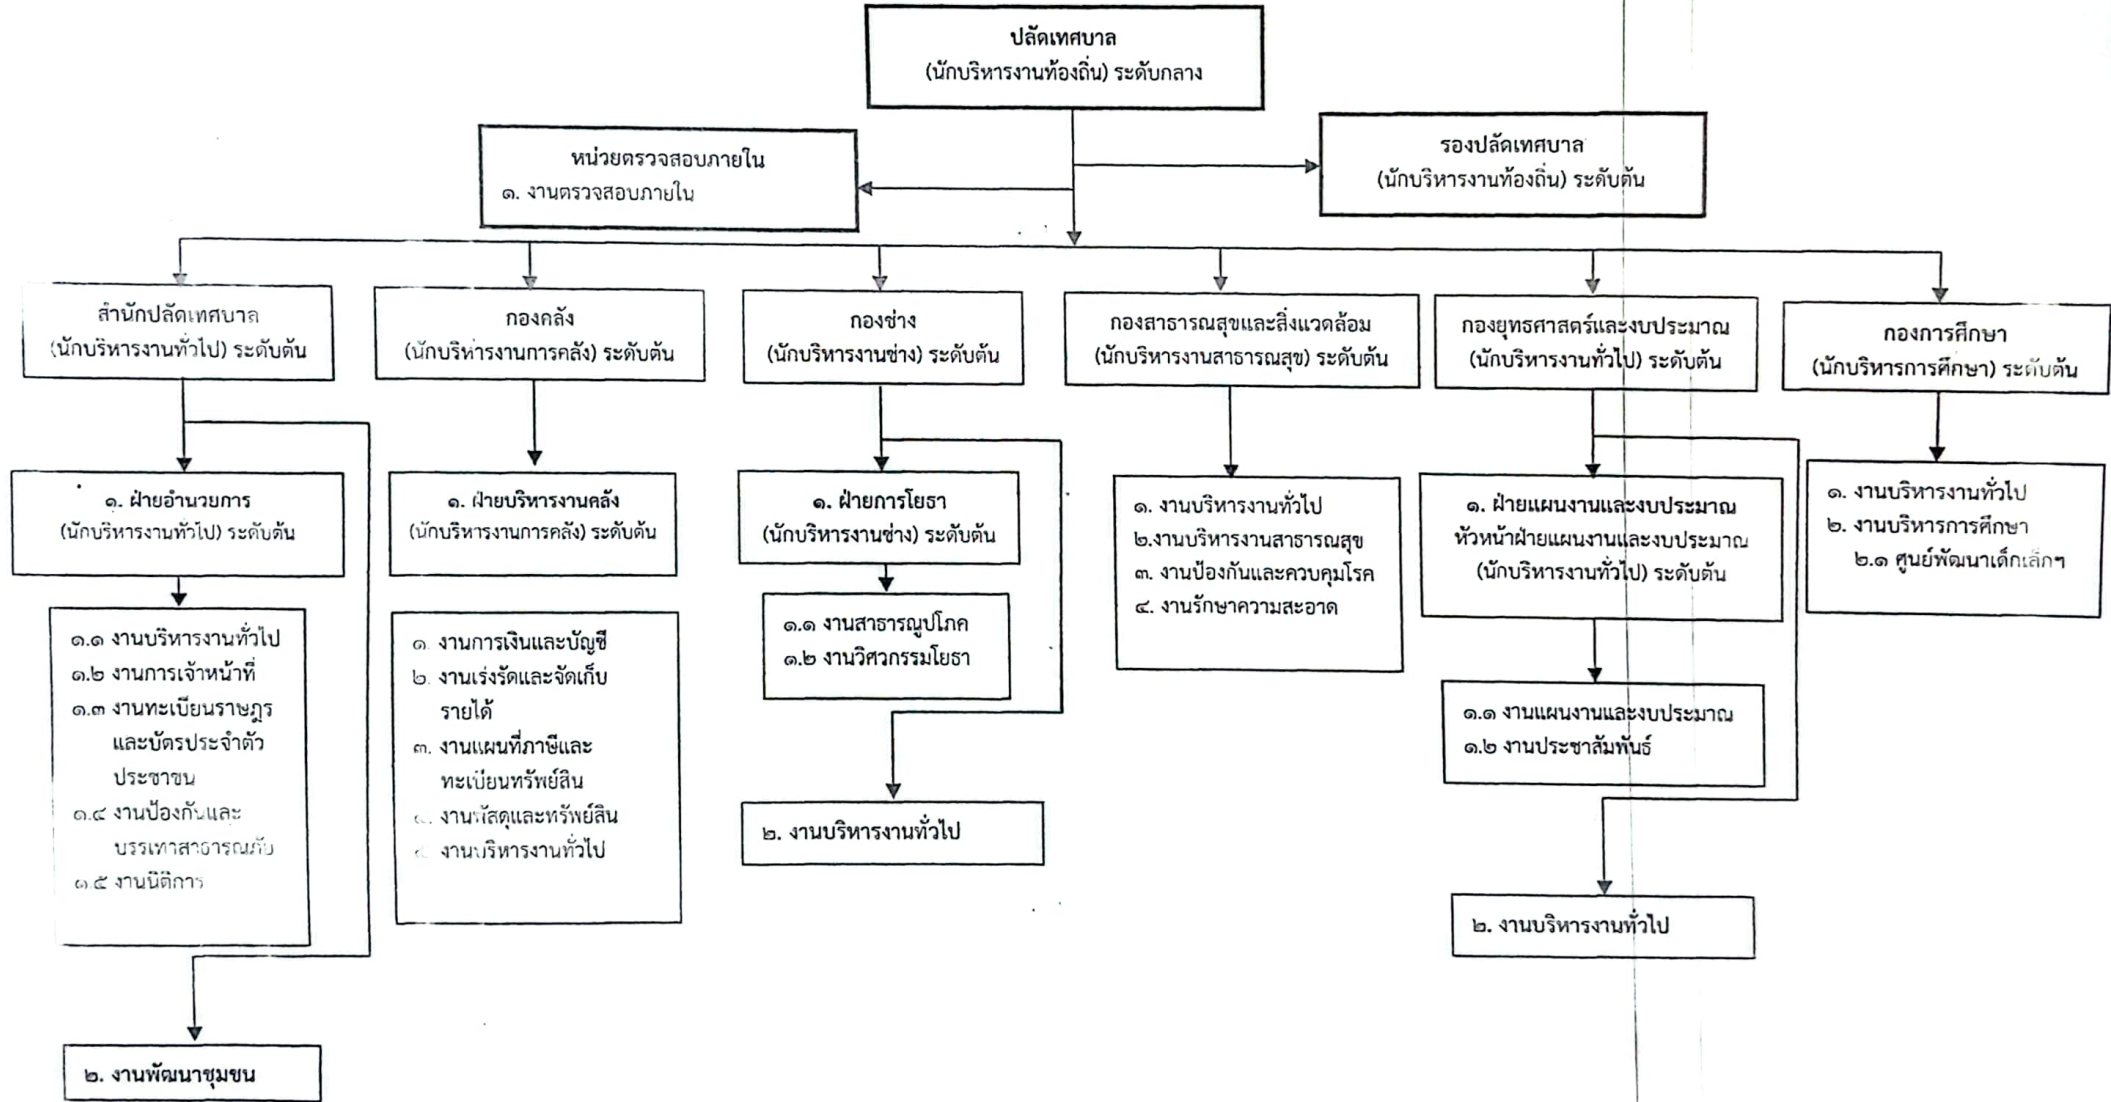 ปลัดเทศบาล
(นักบริหารงานท้องถิ่น) ระดับกลาง
หน่วยตรวจสอบภายใน
๑. งานตรวจสอบภายใน
รองปลัดเทศบาล
(นักบริหารงานท้องถิ่น) ระดับต้น
สำนักปลัดเทศบาล
(นักบริหารงานทั่วไป) ระดับต้น
กองคลัง
(นักบริหารงานการคลัง) ระดับต้น
กองช่าง
(นักบริหารงานช่าง) ระดับต้น
กองสาธารณสุขและสิ่งแวดล้อม
(นักบริหารงานสาธารณสุข) ระดับต้น
กองยุทธศาสตร์และงบประมาณ
(นักบริหารงานทั่วไป) ระดับต้น
กองการศึกษา
(นักบริหารการศึกษา) ระดับต้น
๑. ฝ่ายอำนวยการ
(นักบริหารงานทั่วไป) ระดับต้น
๑.๑ งานบริหารงานทั่วไป
๑.๒ งานการเจ้าหน้าที่
๑.๓ งานทะเบียนราษฎร
และบัตรประจำตัว
ประชาชน
๑.๔ งานป้องกันและ
บรรเทาสาธารณภัย
๑.๕ งานนิติการ
๒. งานพัฒนาชุมชน
๑. ฝ่ายบริหารงานคลัง
(นักบริหารงานการคลัง) ระดับต้น
๑. งานการเงินและบัญชี
๒. งานเร่งรัดและจัดเก็บ
รายได้
๓. งานแผนที่ภาษีและ
ทะเบียนทรัพย์สิน
งานพัสดุและทรัพย์สิน
งานบริหารงานทั่วไป
๑. ฝ่ายการโยธา
(นักบริหารงานช่าง) ระดับต้น
๑.๑ งานสาธารณูปโภค
๑.๒ งานวิศวกรรมโยธา
๒. งานบริหารงานทั่วไป
๑. งานบริหารงานทั่วไป
๒.งานบริหารงานสาธารณสุข
๓. งานป้องกันและควบคุมโรค
๔. งานรักษาความสะอาด
๑. ฝ่ายแผนงานและงบประมาณ
หัวหน้าฝ่ายแผนงานและงบประมาณ
(นักบริหารงานทั่วไป) ระดับต้น
๑.๑ งานแผนงานและงบประมาณ
๑.๒ งานประชาสัมพันธ์
๒. งานบริหารงานทั่วไป
๑. งานบริหารงานทั่วไป
๒. งานบริหารการศึกษา
๒.๑ ศูนย์พัฒนาเด็กเล็กฯ